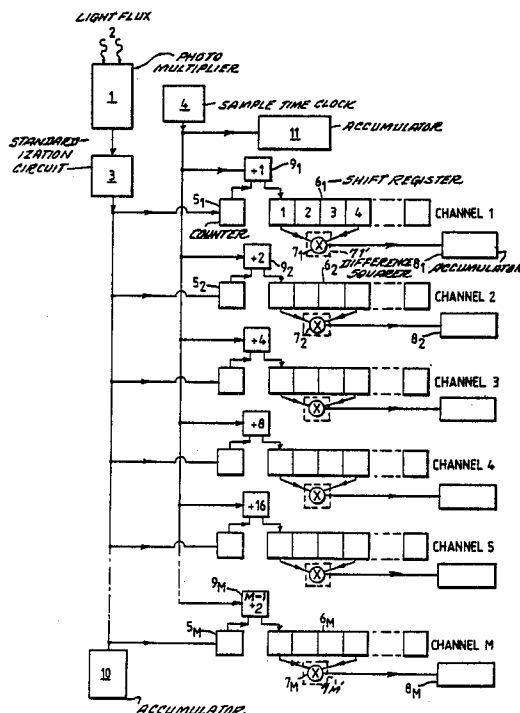 LIGHT FLUX
2
PHOTO
MULTIPLIER
1
4
SAMPLE TIME CLOCK
11
ACCUMULATOR
STANDARD-
IZATION
CIRCUIT
3
÷1
9₁
5₁
COUNTER
6₁
SHIFT REGISTER
1 2 3 4
CHANNEL 1
7₁
71'
DIFFERENCE
SQUARER
8₁
ACCUMULATOR
÷2
9₂
5₂
6₂
CHANNEL 2
7₂
8₂
÷4
CHANNEL 3
÷8
CHANNEL 4
÷16
CHANNEL 5
9M
M-1
÷2
5M
6M
CHANNEL M
7M
7M'
8M
10
ACCUMULATOR